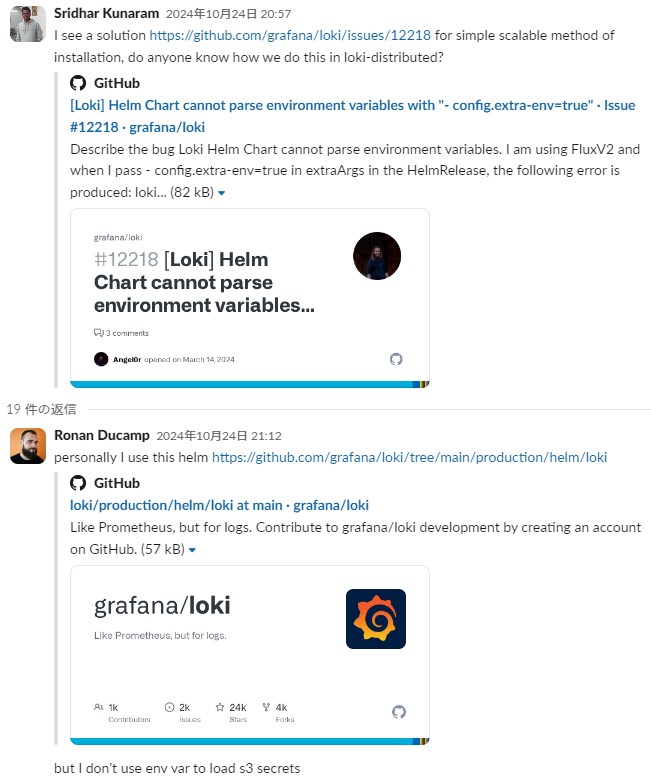 Sridhar Kunaram 2024年10月24日 20:57
I see a solution https://github.com/grafana/loki/issues/12218 for simple scalable method of
installation, do anyone know how we do this in loki-distributed?
GitHub
[Loki] Helm Chart cannot parse environment variables with "- config.extra-env=true" · Issue
#12218 · grafana/loki
Describe the bug Loki Helm Chart cannot parse environment variables. I am using FluxV2 and
when I pass - config.extra-env=true in extraArgs in the HelmRelease, the following error is
produced: loki... (82 kB)
grafana/loki
#12218 [Loki] Helm
Chart cannot parse
environment variables...
3 comments
Angel0r opened on March 14, 2024
19 件の返信
Ronan Ducamp 2024年10月24日 21:12
personally I use this helm https://github.com/grafana/loki/tree/main/production/helm/loki
GitHub
loki/production/helm/loki at main · grafana/loki
Like Prometheus, but for logs. Contribute to grafana/loki development by creating an account
on GitHub. (57 kB)
grafana/loki
Like Prometheus, but for logs.
1k 2k 24k 4k
Contributors Issues Stars Forks
but I don't use env var to load s3 secrets